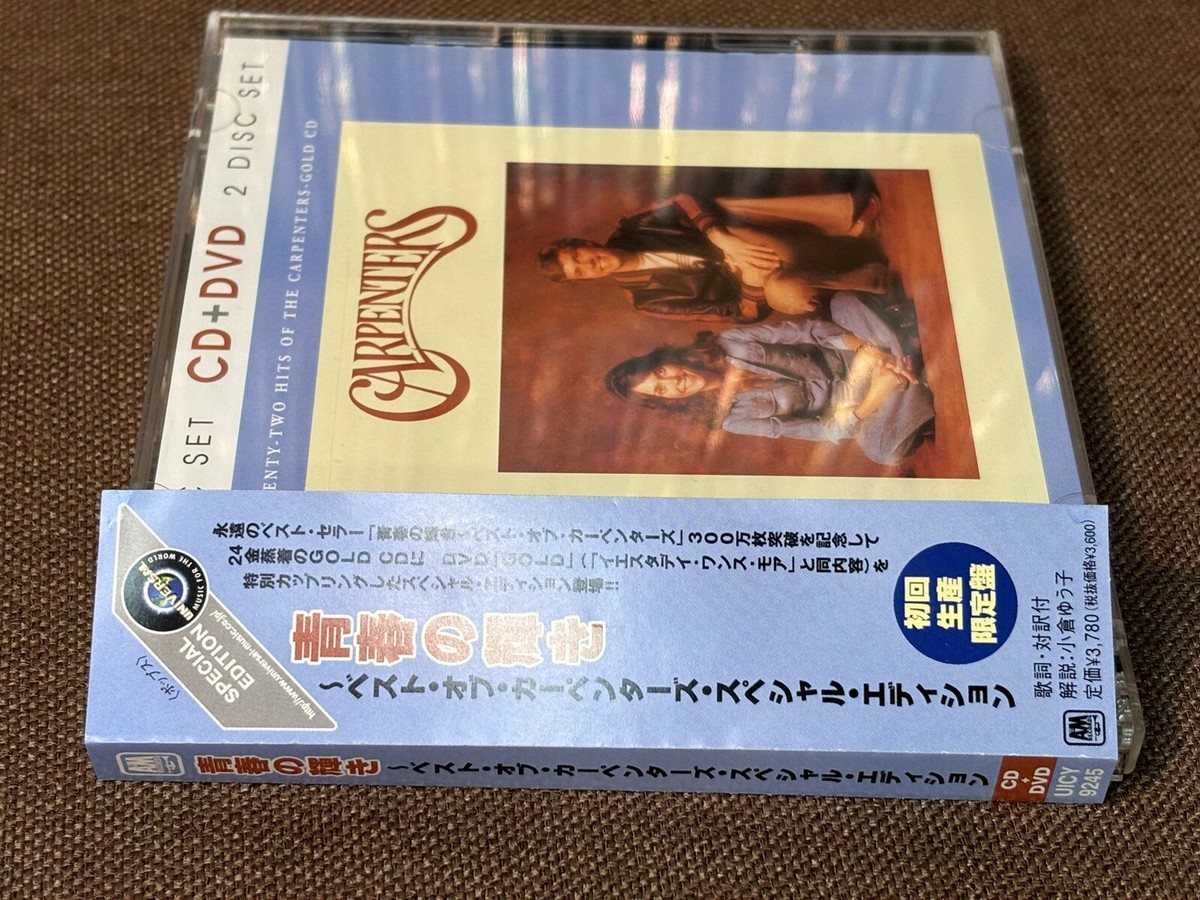 CD+DVD 2 DISC SET
SET
TWENTY-TWO HITS OF THE CARPENTERS-GOLD CD
CARPENTERS
永遠のベスト・セラー「青春の輝き~ベスト・オブ・カーペンターズ」300万枚突破を記念して
24金蒸着のGOLD CDに DVD「GOLD」(「イエスタデイ・ワンス・モア」と同内容)を
特別カップリングしたスペシャル・エディション登場!!
UNIVERSAL
MUSIC FOR THE WORLD
SPECIAL
EDITION
http://www.universal-music.co.jp/
(ポップス)
青春の輝き
~ベスト・オブ・カーペンターズ・スペシャル・エディション
初回
生産
限定盤
歌詞・対訳付
解説:小倉ゆう子
定価¥3,780(税抜価格¥3,600)
A&M
A&M
青春の輝き ~ベスト・オブ・カーペンターズ・スペシャル・エディション
CD
+
DVD
UICY
9245